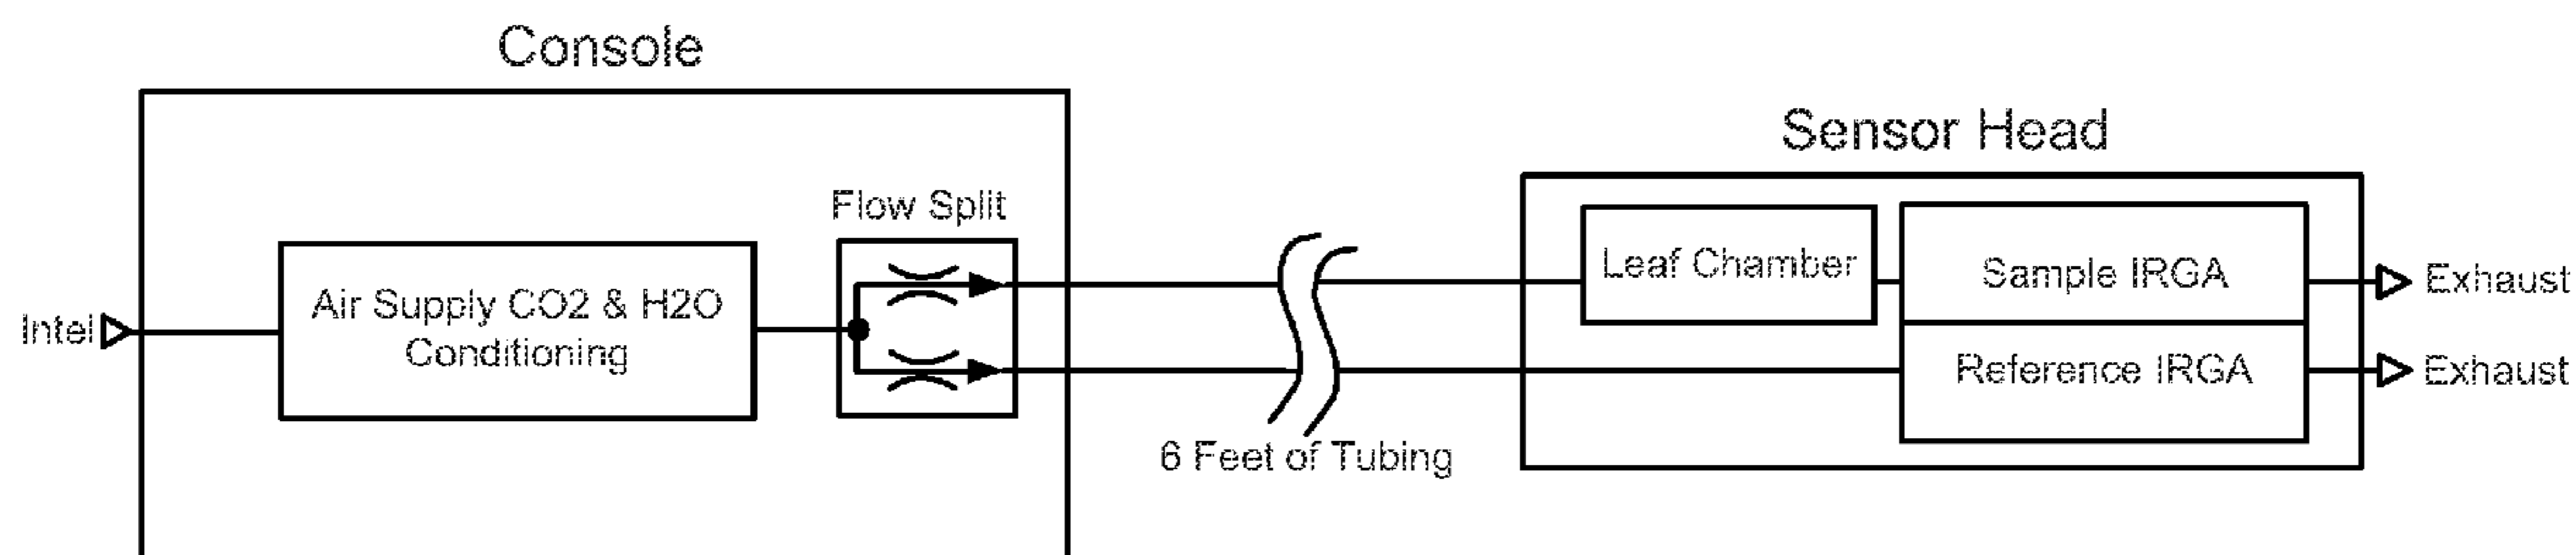 Console
Sensor Head
Flow Split
Air Supply CO2 & H2O
Conditioning
Intel
Leaf Chamber
Sample IRGA
Exhaust
Reference IRGA
Exhaust
6 Feet of Tubing